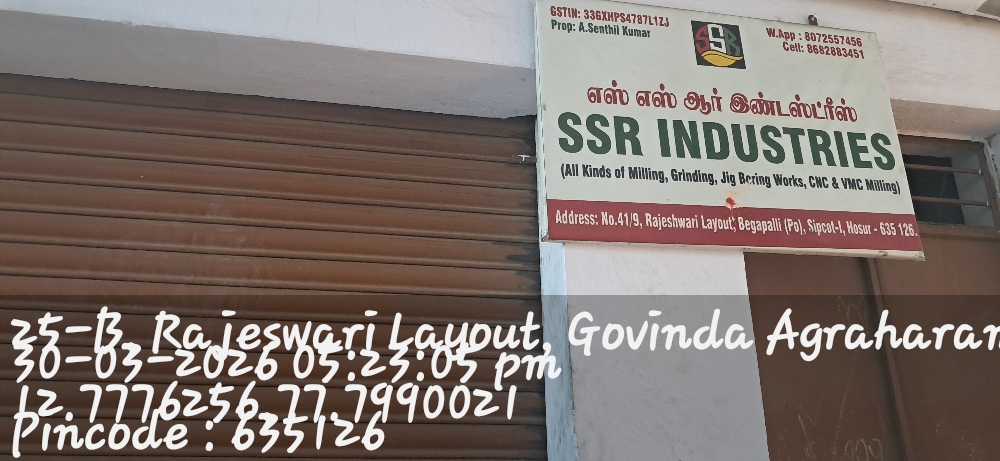 GSTIN: 33GXHPS4787L1ZJ
Prop: A.Senthil Kumar
SSR
W.App : 8072557456
Cell: 8682883451
எஸ் எஸ் ஆர் இண்டஸ்ட்ரீஸ்
SSR INDUSTRIES
(All Kinds of Milling, Grinding, Jig Boring Works, CNC & VMC Milling)
Address: No.41/9, Rajeshwari Layout, Begapalli (Po), Sipcot-I, Hosur - 635 126.
25-B, Rajeswari Layout, Govinda Agraharam
30-03-2026 05:23:05 pm
12.7776256,77.7990021
Pincode : 635126